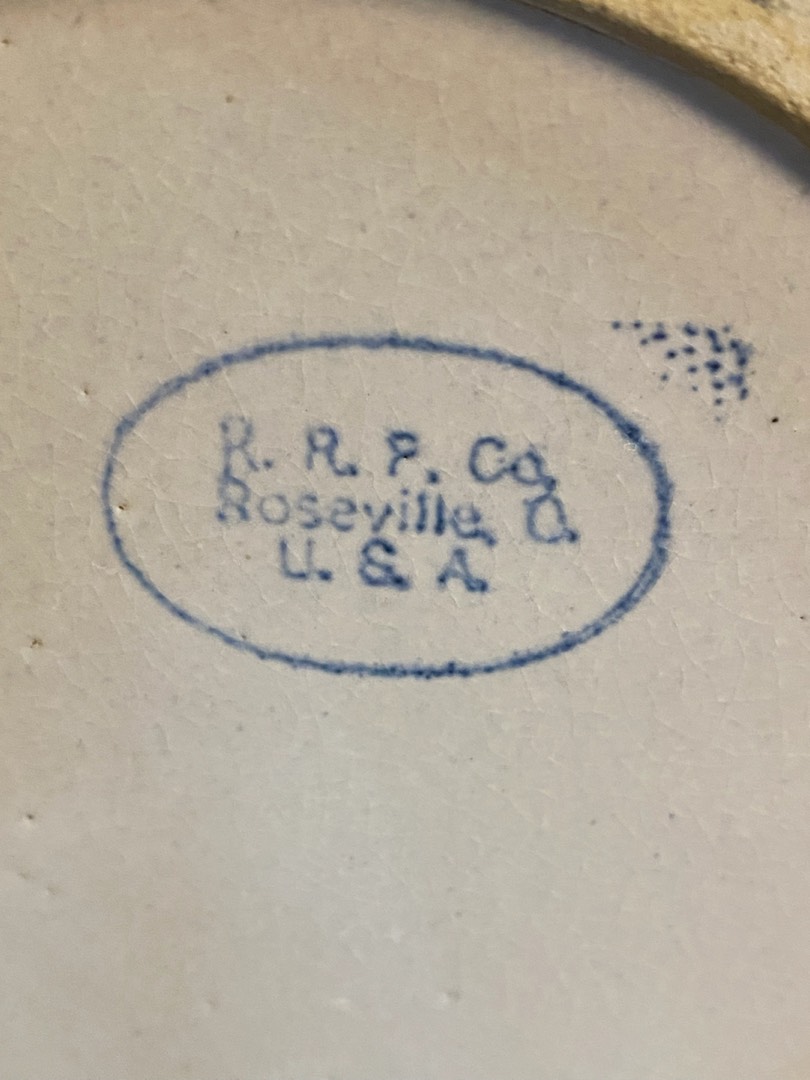 R. R. P. Co.
Roseville, O.
U. S. A.